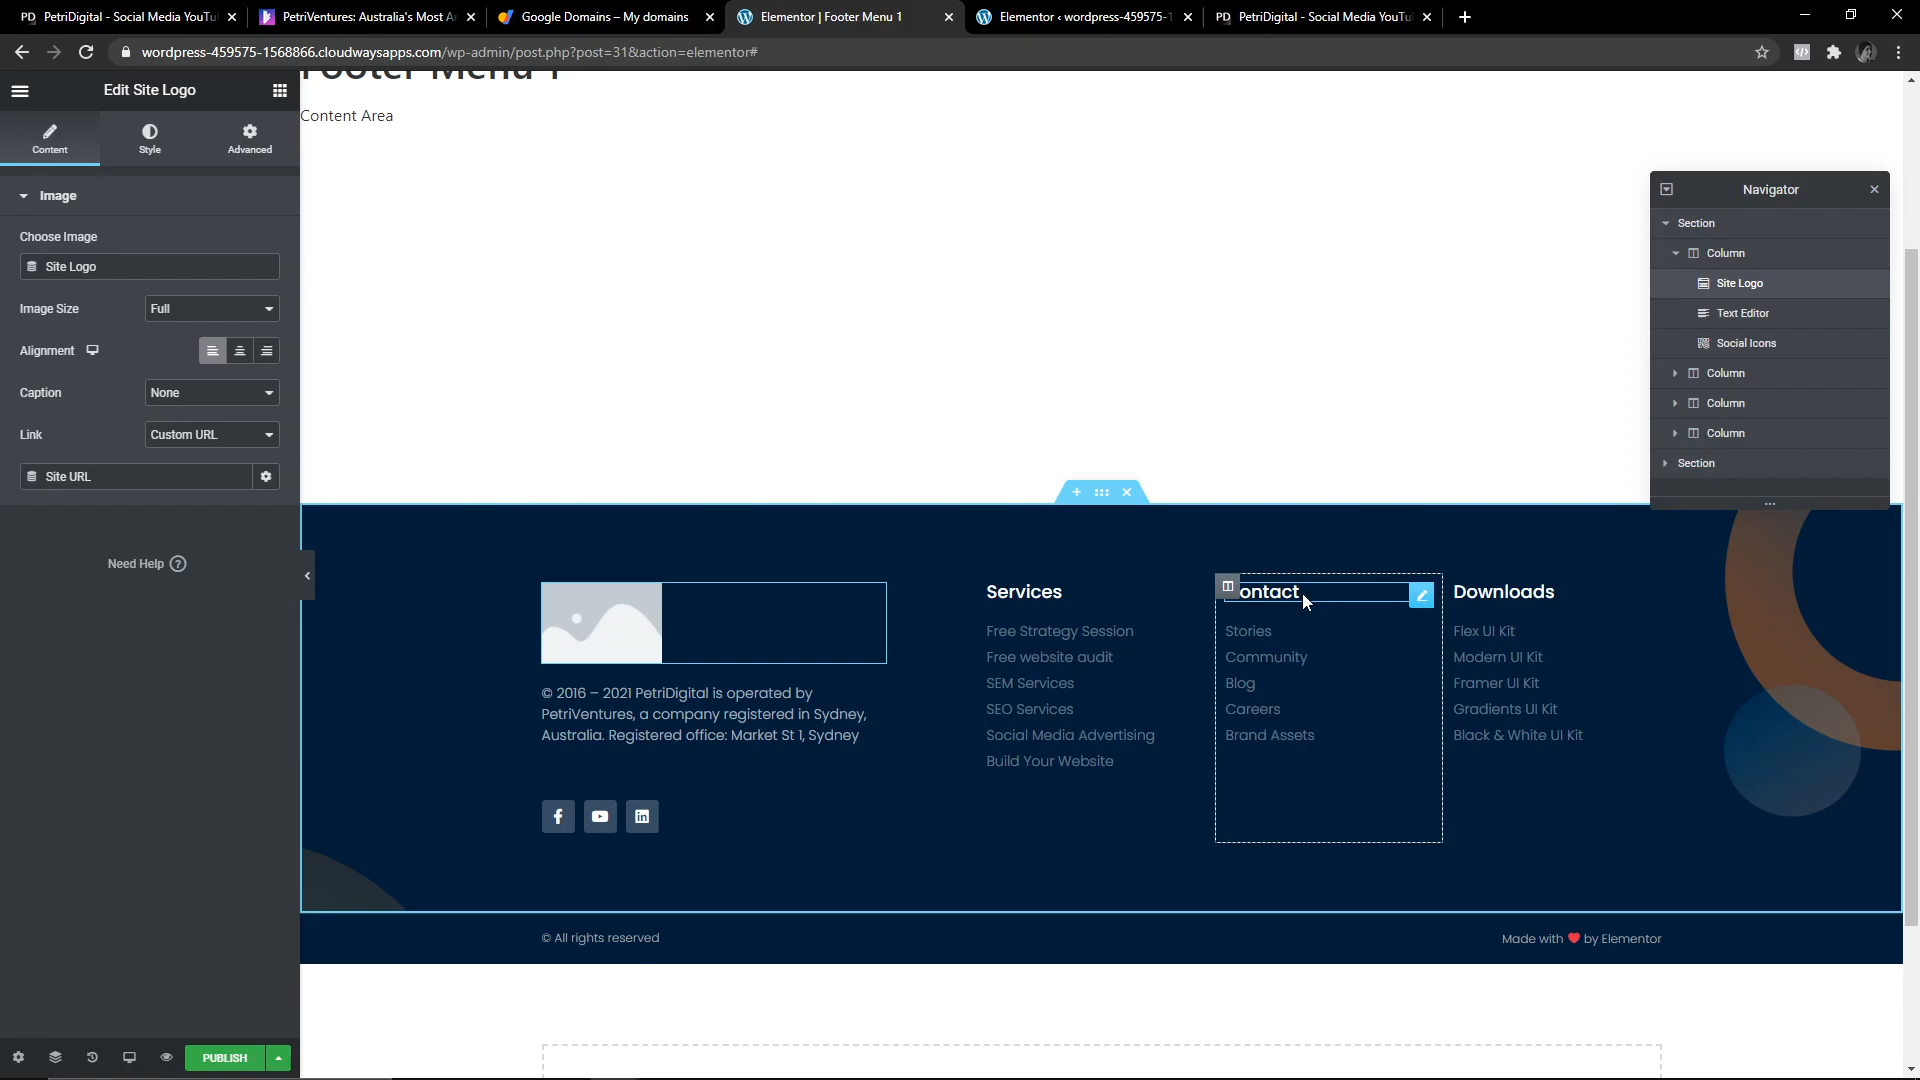 PetriDigital - Social Media YouTu
PetriVentures: Australia's Most A
Google Domains – My domains
Elementor | Footer Menu 1
Elementor ‹ wordpress-459575-1
PetriDigital - Social Media YouTu
wordpress-459575-1568866.cloudwaysapps.com/wp-admin/post.php?post=31&action=elementor#
Edit Site Logo
Content
Style
Advanced
Image
Choose Image
Site Logo
Image Size
Full
Alignment
Caption
None
Link
Custom URL
Site URL
Need Help ?
PUBLISH
Footer Menu 1
Content Area
Navigator
Section
Column
Site Logo
Text Editor
Social Icons
Column
Column
Column
Section
© 2016 – 2021 PetriDigital is operated by
PetriVentures, a company registered in Sydney,
Australia. Registered office: Market St 1, Sydney
Services
Free Strategy Session
Free website audit
SEM Services
SEO Services
Social Media Advertising
Build Your Website
ontact
Stories
Community
Blog
Careers
Brand Assets
Downloads
Flex UI Kit
Modern UI Kit
Framer UI Kit
Gradients UI Kit
Black & White UI Kit
© All rights reserved
Made with ❤ by Elementor